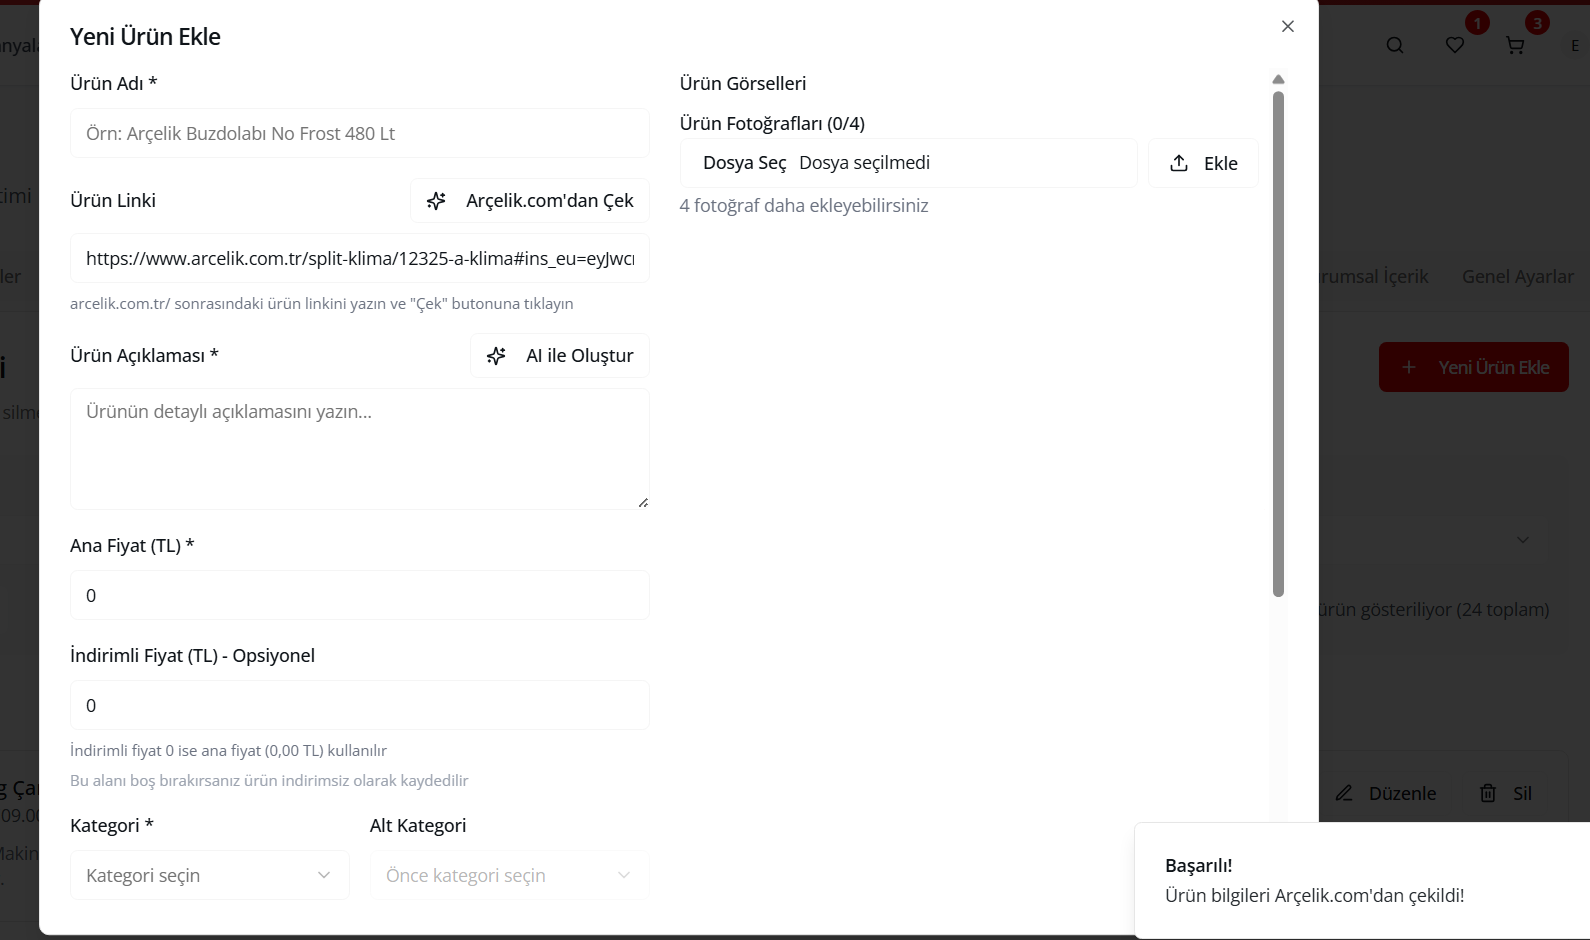 Yeni Ürün Ekle
Ürün Adı *
Örn: Arçelik Buzdolabı No Frost 480 Lt
Ürün Linki
Arçelik.com'dan Çek
https://www.arcelik.com.tr/split-klima/12325-a-klima#ins_eu=eyJwc
arcelik.com.tr/ sonrasındaki ürün linkini yazın ve "Çek" butonuna tıklayın
Ürün Açıklaması *
AI ile Oluştur
Ürünün detaylı açıklamasını yazın...
Ana Fiyat (TL) *
0
İndirimli Fiyat (TL) - Opsiyonel
0
İndirimli fiyat 0 ise ana fiyat (0,00 TL) kullanılır
Bu alanı boş bırakırsanız ürün indirimsiz olarak kaydedilir
Kategori *
Alt Kategori
Kategori seçin
Önce kategori seçin
Ürün Görselleri
Ürün Fotoğrafları (0/4)
Dosya Seç Dosya seçilmedi
Ekle
4 fotoğraf daha ekleyebilirsiniz
1
3
E
rumsal İçerik
Genel Ayarlar
Yeni Ürün Ekle
ürün gösteriliyor (24 toplam)
Düzenle
Sil
Başarılı!
Ürün bilgileri Arçelik.com'dan çekildi!